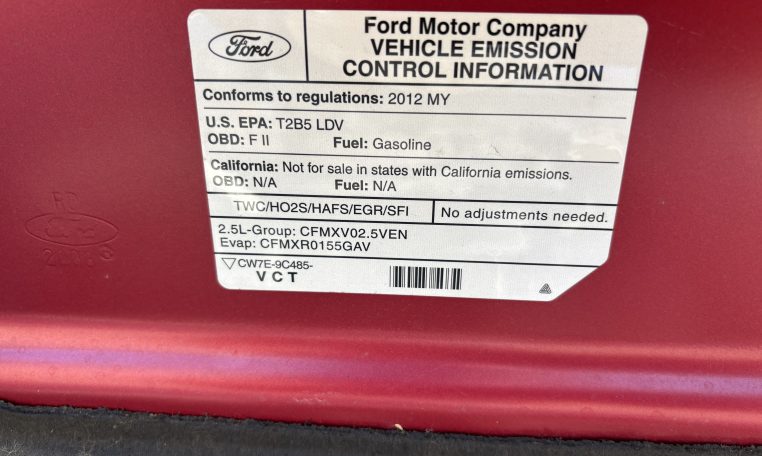 Ford
Ford Motor Company
VEHICLE EMISSION
CONTROL INFORMATION
Conforms to regulations: 2012 MY
U.S. EPA: T2B5 LDV
OBD: F II Fuel: Gasoline
California: Not for sale in states with California emissions.
OBD: N/A Fuel: N/A
TWC/HO2S/HAFS/EGR/SFI No adjustments needed.
2.5L-Group: CFMXV02.5VEN
Evap: CFMXR0155GAV
CW7E-9C485-
V C T